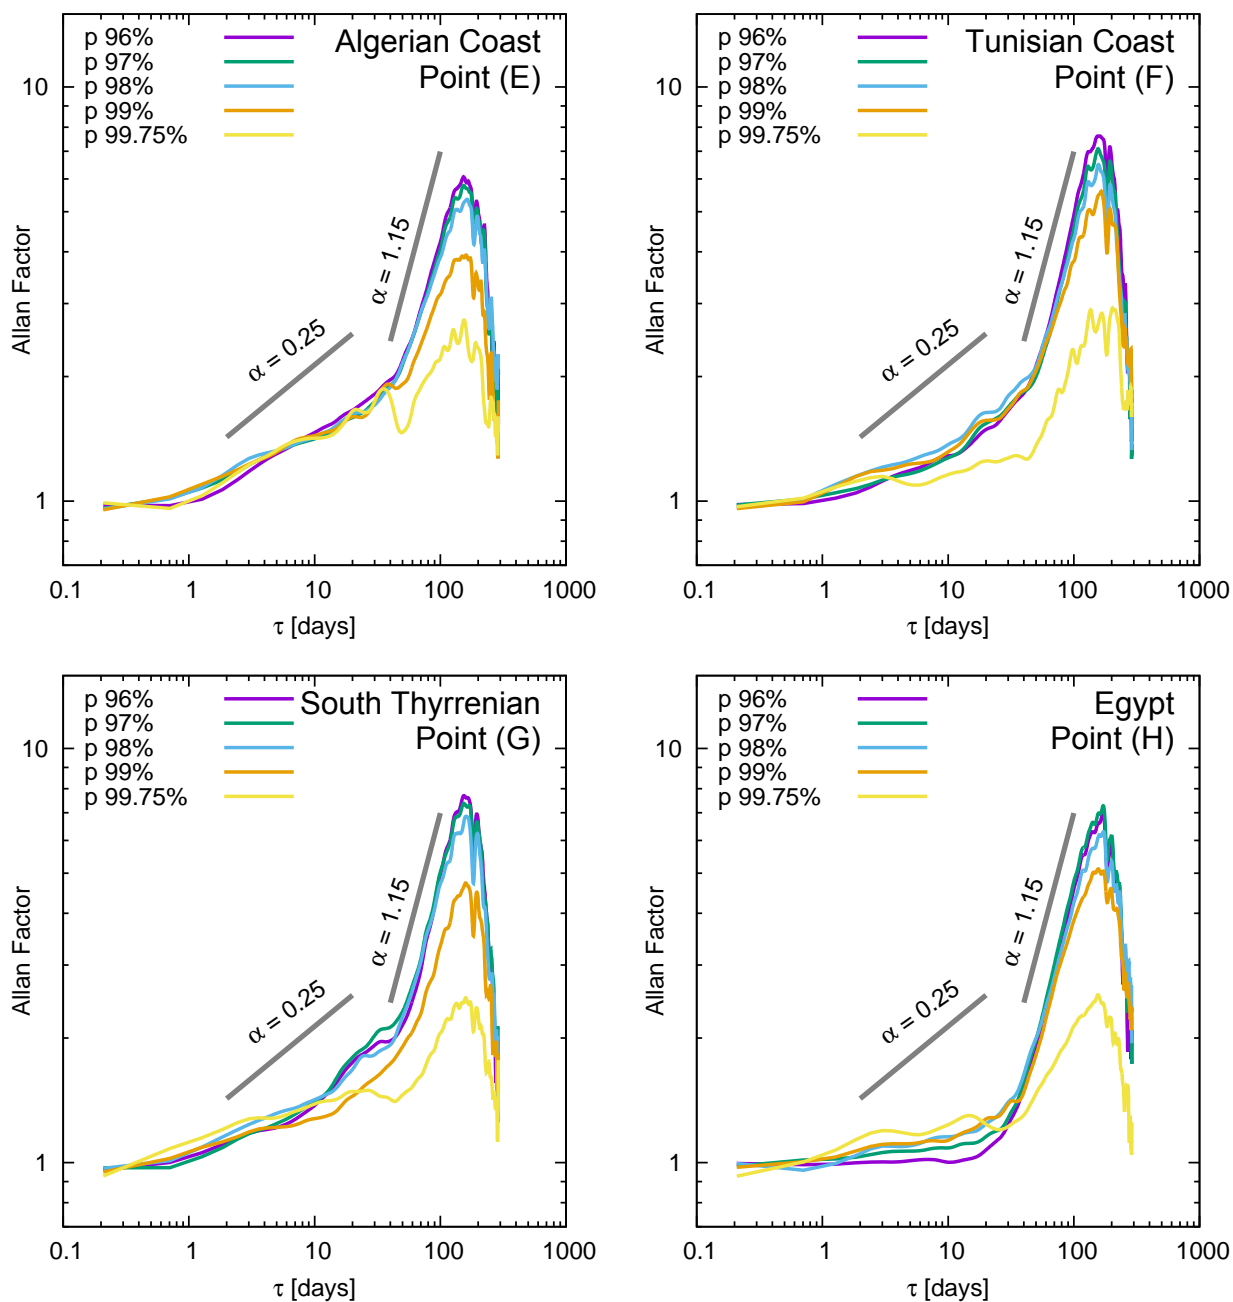 p 96%
p 97%
p 98%
p 99%
p 99.75%
Algerian Coast
Point (E)
10
1
α = 0.25
α = 1.15
Allan Factor
0.1 1 10 100 1000
τ [days]
p 96%
p 97%
p 98%
p 99%
p 99.75%
Tunisian Coast
Point (F)
10
1
α = 0.25
α = 1.15
Allan Factor
0.1 1 10 100 1000
τ [days]
p 96%
p 97%
p 98%
p 99%
p 99.75%
South Thyrrenian
Point (G)
10
1
α = 0.25
α = 1.15
Allan Factor
0.1 1 10 100 1000
τ [days]
p 96%
p 97%
p 98%
p 99%
p 99.75%
Egypt
Point (H)
10
1
α = 0.25
α = 1.15
Allan Factor
0.1 1 10 100 1000
τ [days]